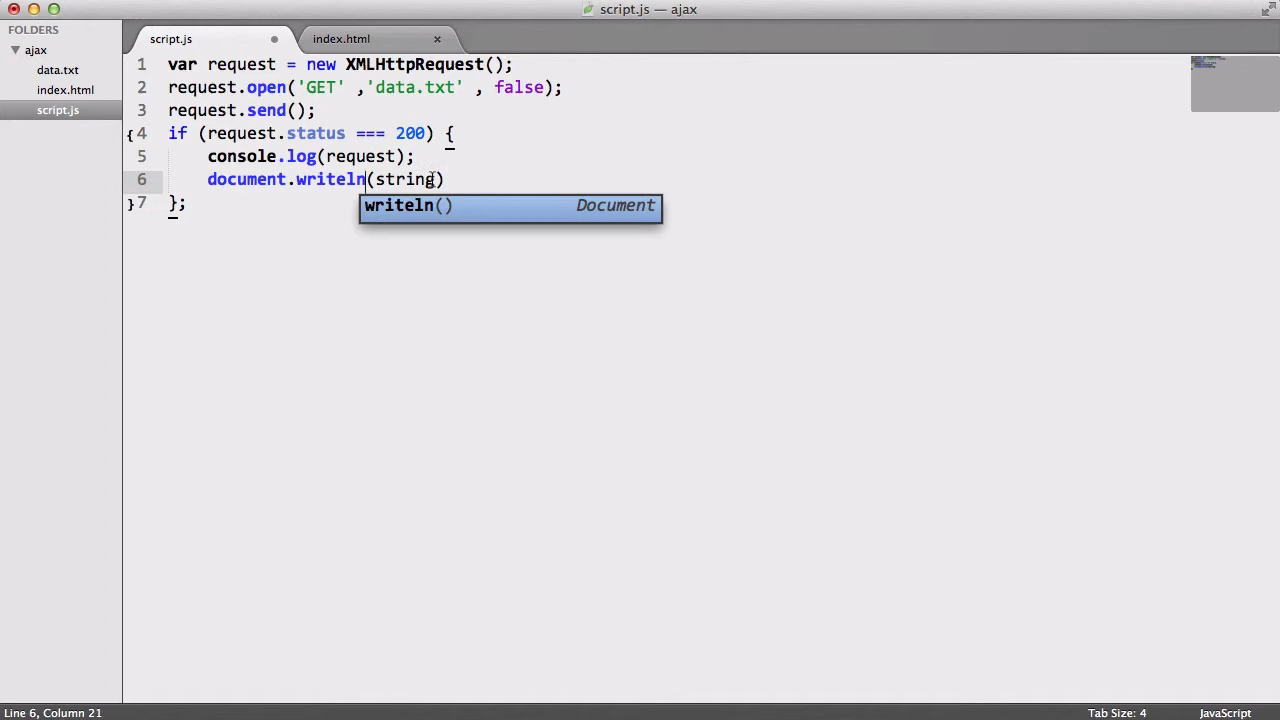 script.js — ajax
FOLDERS
ajax
data.txt
index.html
script.js
script.js
index.html
1 var request = new XMLHttpRequest();
2 request.open('GET' ,'data.txt' , false);
3 request.send();
4 if (request.status === 200) {
5 console.log(request);
6 document.writeln(string)
7 };
writeln() Document
Line 6, Column 21
Tab Size: 4
JavaScript